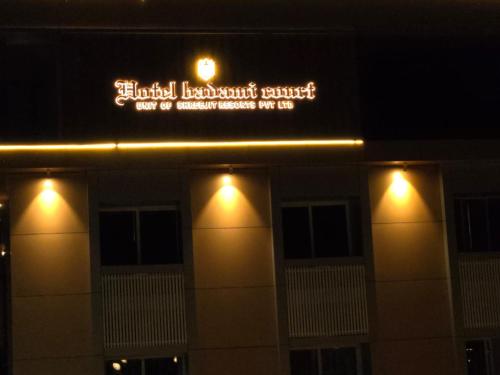 Hotel badami court
UNIT OF SHREEJIT RESORTS PVT LTD